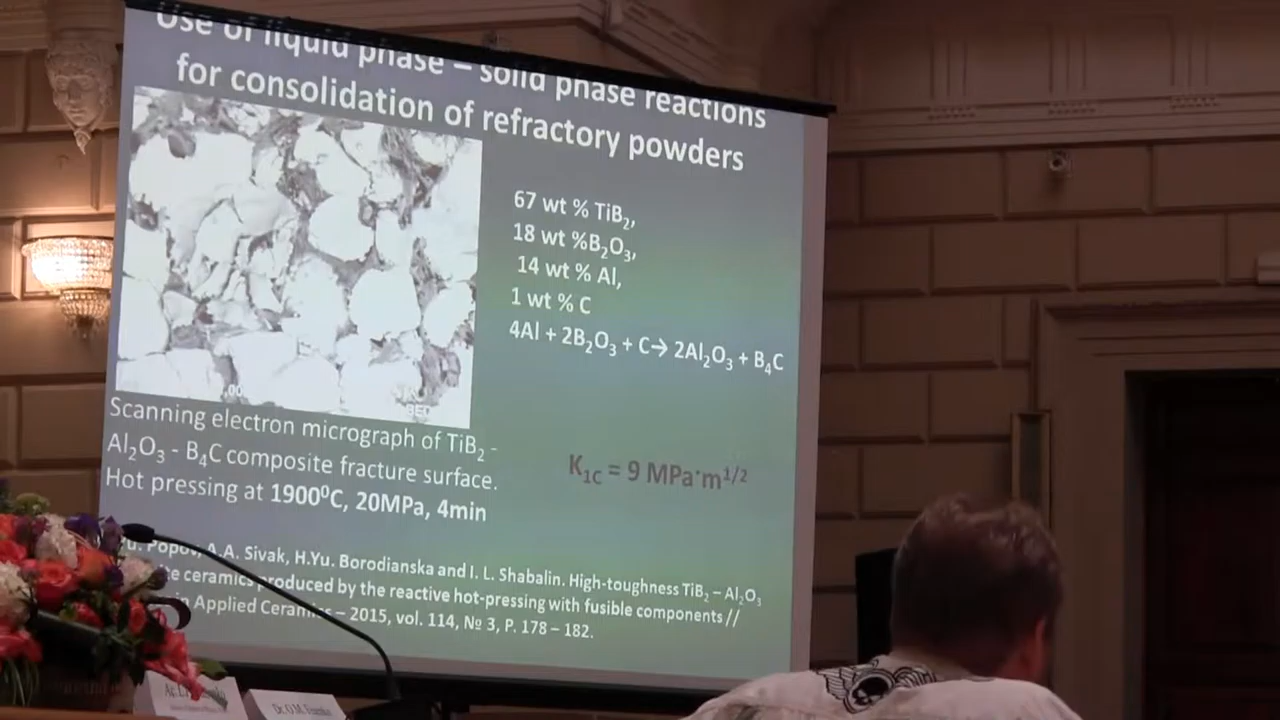 Use of liquid phase – solid phase reactions
for consolidation of refractory powders
67 wt % TiB₂,
18 wt %B₂O₃,
14 wt % Al,
1 wt % C
4Al + 2B₂O₃ + C→ 2Al₂O₃ + B₄C
Scanning electron micrograph of TiB₂ -
Al₂O₃ - B₄C composite fracture surface.
Hot pressing at 1900⁰C, 20MPa, 4min
K₁C = 9 MPa·m¹/²
Popov, A.A. Sivak, H.Yu. Borodianska and I. L. Shabalin. High-toughness TiB₂ – Al₂O₃
ceramics produced by the reactive hot-pressing with fusible components //
in Applied Ceramics – 2015, vol. 114, № 3, P. 178 – 182.
Dr. O.M.